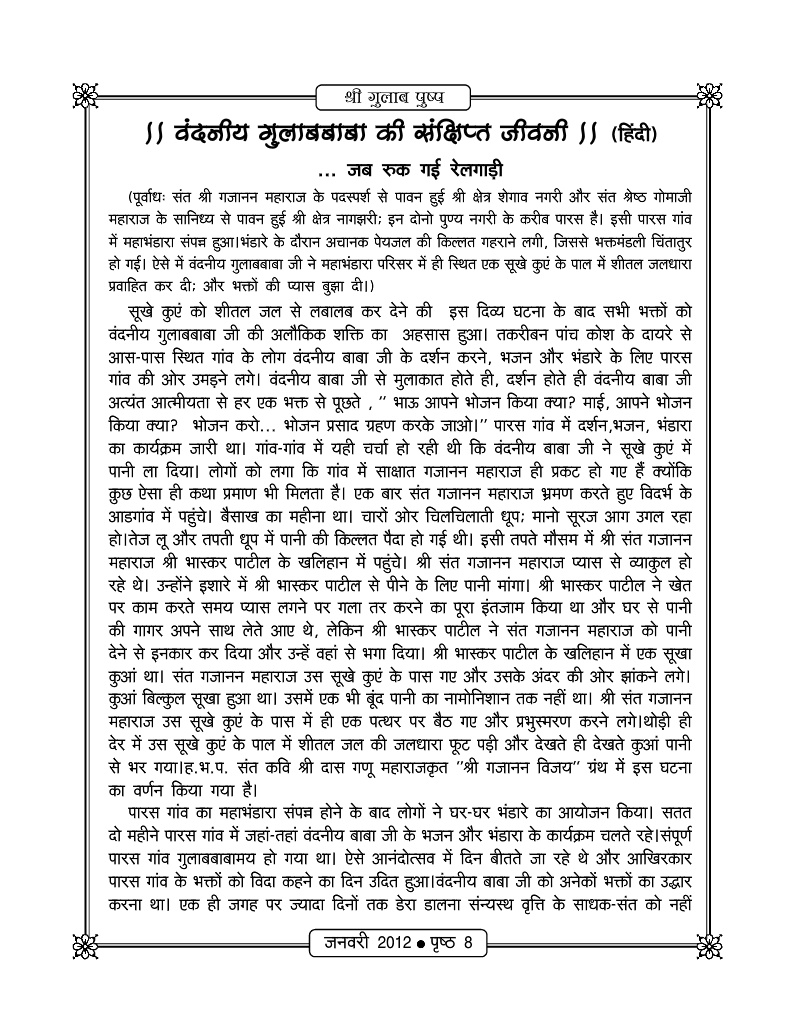 श्री गुलाब पुष्प
।। वंदनीय गुलाबबाबा की संक्षिप्त जीवनी ।। (हिंदी)
... जब रुक गई रेलगाड़ी
(पूर्वाधः संत श्री गजानन महाराज के पदस्पर्श से पावन हुई श्री क्षेत्र शेगाव नगरी और संत श्रेष्ठ गोमाजी
महाराज के सानिध्य से पावन हुई श्री क्षेत्र नागझरी; इन दोनो पुण्य नगरी के करीब पारस है। इसी पारस गांव
में महाभंडारा संपन्न हुआ।भंडारे के दौरान अचानक पेयजल की किल्लत गहराने लगी, जिससे भक्तमंडली चिंतातुर
हो गई। ऐसे में वंदनीय गुलाबबाबा जी ने महाभंडारा परिसर में ही स्थित एक सूखे कुएं के पाल में शीतल जलधारा
प्रवाहित कर दी; और भक्तों की प्यास बुझा दी।)
सूखे कुएं को शीतल जल से लबालब कर देने की इस दिव्य घटना के बाद सभी भक्तों को
वंदनीय गुलाबबाबा जी की अलौकिक शक्ति का अहसास हुआ। तकरीबन पांच कोश के दायरे से
आस-पास स्थित गांव के लोग वंदनीय बाबा जी के दर्शन करने, भजन और भंडारे के लिए पारस
गांव की ओर उमड़ने लगे। वंदनीय बाबा जी से मुलाकात होते ही, दर्शन होते ही वंदनीय बाबा जी
अत्यंत आत्मीयता से हर एक भक्त से पूछते , " भाऊ आपने भोजन किया क्या? माई, आपने भोजन
किया क्या? भोजन करो... भोजन प्रसाद ग्रहण करके जाओ।" पारस गांव में दर्शन,भजन, भंडारा
का कार्यक्रम जारी था। गांव-गांव में यही चर्चा हो रही थी कि वंदनीय बाबा जी ने सूखे कुएं में
पानी ला दिया। लोगों को लगा कि गांव में साक्षात गजानन महाराज ही प्रकट हो गए हैं क्योंकि
कुछ ऐसा ही कथा प्रमाण भी मिलता है। एक बार संत गजानन महाराज भ्रमण करते हुए विदर्भ के
आडगांव में पहुंचे। बैसाख का महीना था। चारों ओर चिलचिलाती धूप; मानो सूरज आग उगल रहा
हो।तेज लू और तपती धूप में पानी की किल्लत पैदा हो गई थी। इसी तपते मौसम में श्री संत गजानन
महाराज श्री भास्कर पाटील के खलिहान में पहुंचे। श्री संत गजानन महाराज प्यास से व्याकुल हो
रहे थे। उन्होंने इशारे में श्री भास्कर पाटील से पीने के लिए पानी मांगा। श्री भास्कर पाटील ने खेत
पर काम करते समय प्यास लगने पर गला तर करने का पूरा इंतजाम किया था और घर से पानी
की गागर अपने साथ लेते आए थे, लेकिन श्री भास्कर पाटील ने संत गजानन महाराज को पानी
देने से इनकार कर दिया और उन्हें वहां से भगा दिया। श्री भास्कर पाटील के खलिहान में एक सूखा
कुआं था। संत गजानन महाराज उस सूखे कुएं के पास गए और उसके अंदर की ओर झांकने लगे।
कुआं बिल्कुल सूखा हुआ था। उसमें एक भी बूंद पानी का नामोनिशान तक नहीं था। श्री संत गजानन
महाराज उस सूखे कुएं के पास में ही एक पत्थर पर बैठ गए और प्रभुस्मरण करने लगे।थोड़ी ही
देर में उस सूखे कुएं के पाल में शीतल जल की जलधारा फूट पड़ी और देखते ही देखते कुआं पानी
से भर गया।ह.भ.प. संत कवि श्री दास गणू महाराजकृत "श्री गजानन विजय" ग्रंथ में इस घटना
का वर्णन किया गया है।
पारस गांव का महाभंडारा संपन्न होने के बाद लोगों ने घर-घर भंडारे का आयोजन किया। सतत
दो महीने पारस गांव में जहां-तहां वंदनीय बाबा जी के भजन और भंडारा के कार्यक्रम चलते रहे।संपूर्ण
पारस गांव गुलाबबाबामय हो गया था। ऐसे आनंदोत्सव में दिन बीतते जा रहे थे और आखिरकार
पारस गांव के भक्तों को विदा कहने का दिन उदित हुआ।वंदनीय बाबा जी को अनेकों भक्तों का उद्धार
करना था। एक ही जगह पर ज्यादा दिनों तक डेरा डालना संन्यस्थ वृत्ति के साधक-संत को नहीं
जनवरी 2012 ● पृष्ठ 8